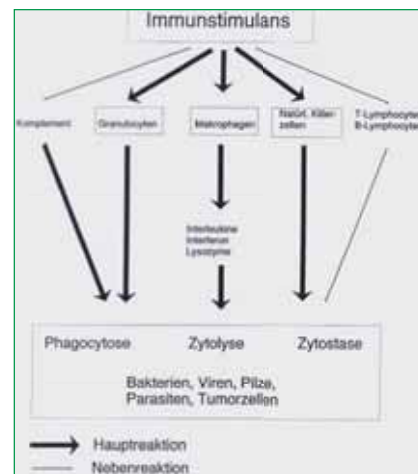 Immunstimulans
Komplement
Granulocyten
Makrophagen
Natürl. Killer-
zellen
T-Lymphocyten
B-Lymphocyten
Interleukine
Interferon
Lysozyme
Phagocytose Zytolyse Zytostase
Bakterien, Viren, Pilze,
Parasiten, Tumorzellen
Hauptreaktion
Nebenreaktion